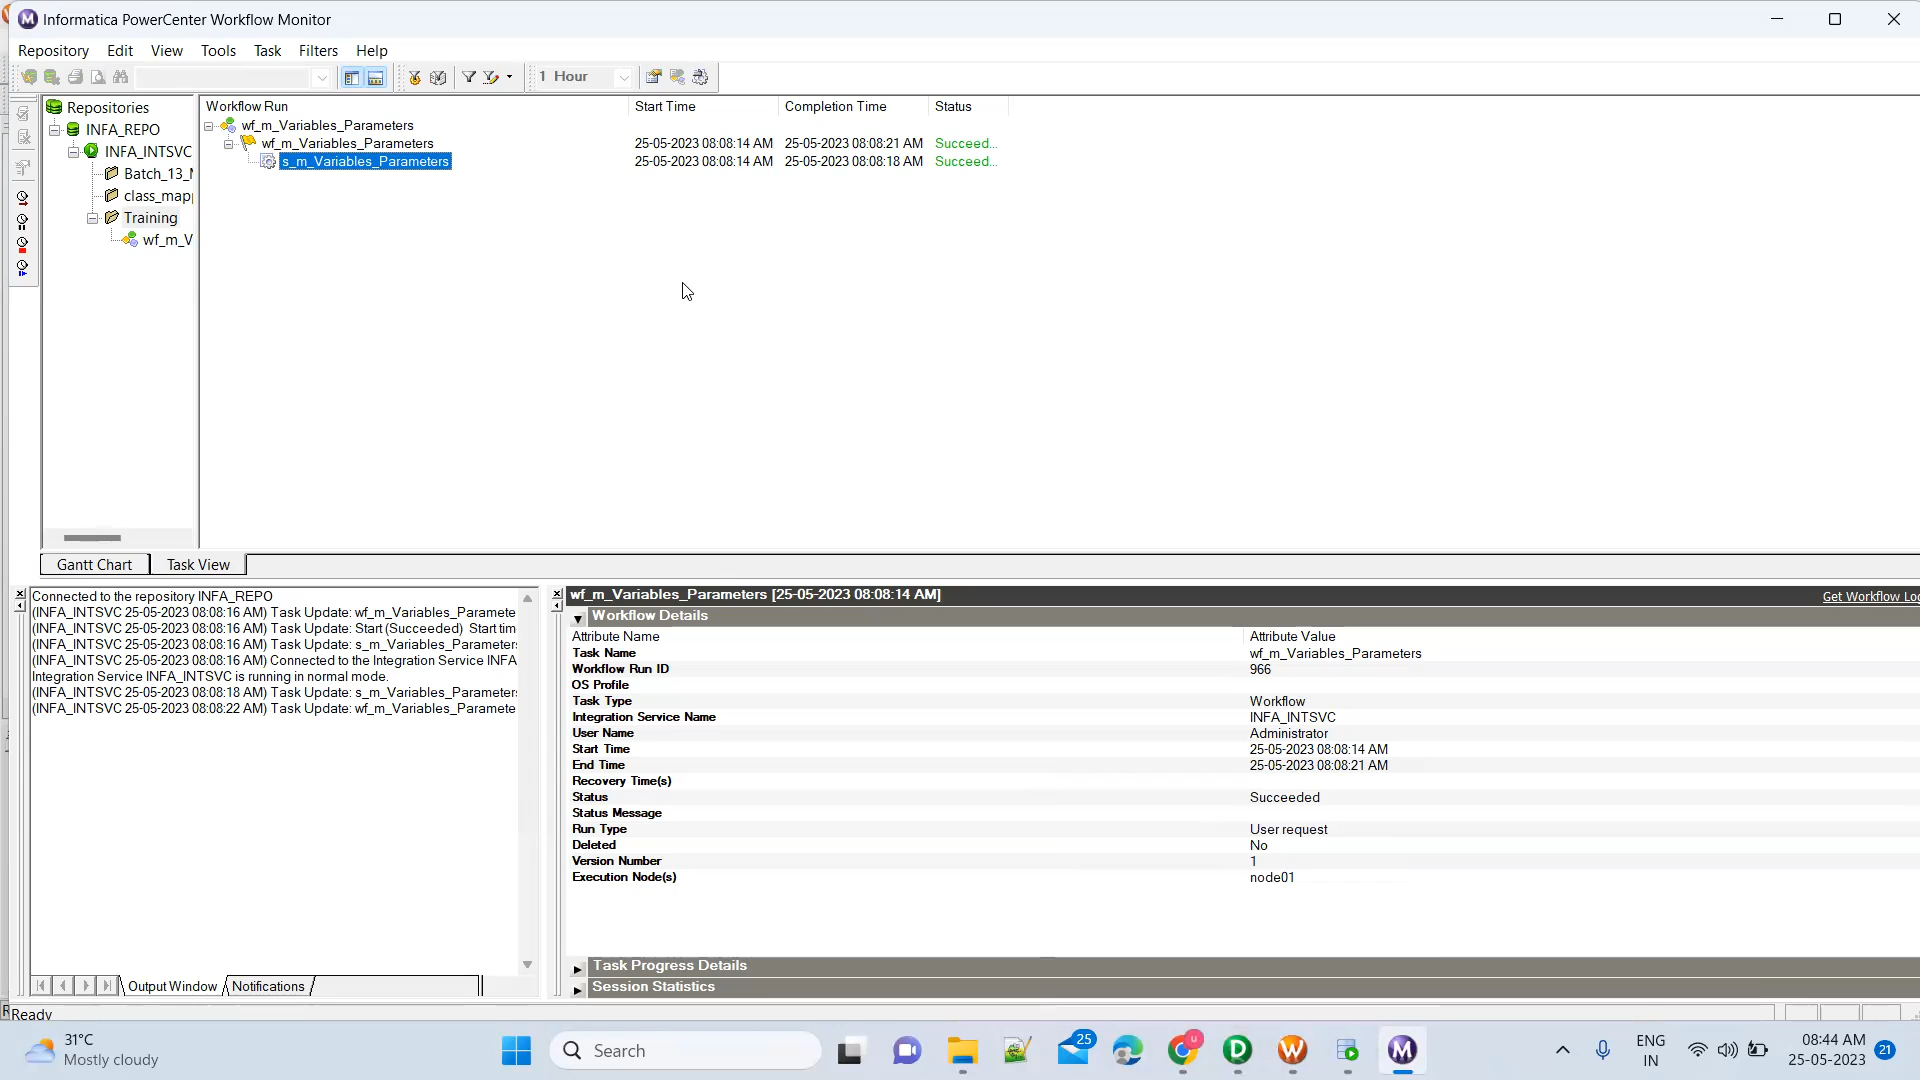 Informatica PowerCenter Workflow Monitor
Repository Edit View Tools Task Filters Help
1 Hour
Repositories
INFA_REPO
INFA_INTSVC
Batch_13_
class_map
Training
wf_m_V
Workflow Run Start Time Completion Time Status
wf_m_Variables_Parameters
wf_m_Variables_Parameters 25-05-2023 08:08:14 AM 25-05-2023 08:08:21 AM Succeed...
s_m_Variables_Parameters 25-05-2023 08:08:14 AM 25-05-2023 08:08:18 AM Succeed...
Gantt Chart Task View
Connected to the repository INFA_REPO
(INFA_INTSVC 25-05-2023 08:08:16 AM) Task Update: wf_m_Variables_Paramete
(INFA_INTSVC 25-05-2023 08:08:16 AM) Task Update: Start (Succeeded) Start tim
(INFA_INTSVC 25-05-2023 08:08:16 AM) Task Update: s_m_Variables_Parameters
(INFA_INTSVC 25-05-2023 08:08:16 AM) Connected to the Integration Service INFA
Integration Service INFA_INTSVC is running in normal mode.
(INFA_INTSVC 25-05-2023 08:08:18 AM) Task Update: s_m_Variables_Parameters
(INFA_INTSVC 25-05-2023 08:08:22 AM) Task Update: wf_m_Variables_Paramete
Output Window Notifications
wf_m_Variables_Parameters [25-05-2023 08:08:14 AM] Get Workflow Log
Workflow Details
Attribute Name Attribute Value
Task Name wf_m_Variables_Parameters
Workflow Run ID 966
OS Profile
Task Type Workflow
Integration Service Name INFA_INTSVC
User Name Administrator
Start Time 25-05-2023 08:08:14 AM
End Time 25-05-2023 08:08:21 AM
Recovery Time(s)
Status Succeeded
Status Message
Run Type User request
Deleted No
Version Number 1
Execution Node(s) node01
Task Progress Details
Session Statistics
Ready
31°C
Mostly cloudy
Search
25
ENG
IN
08:44 AM
25-05-2023
21